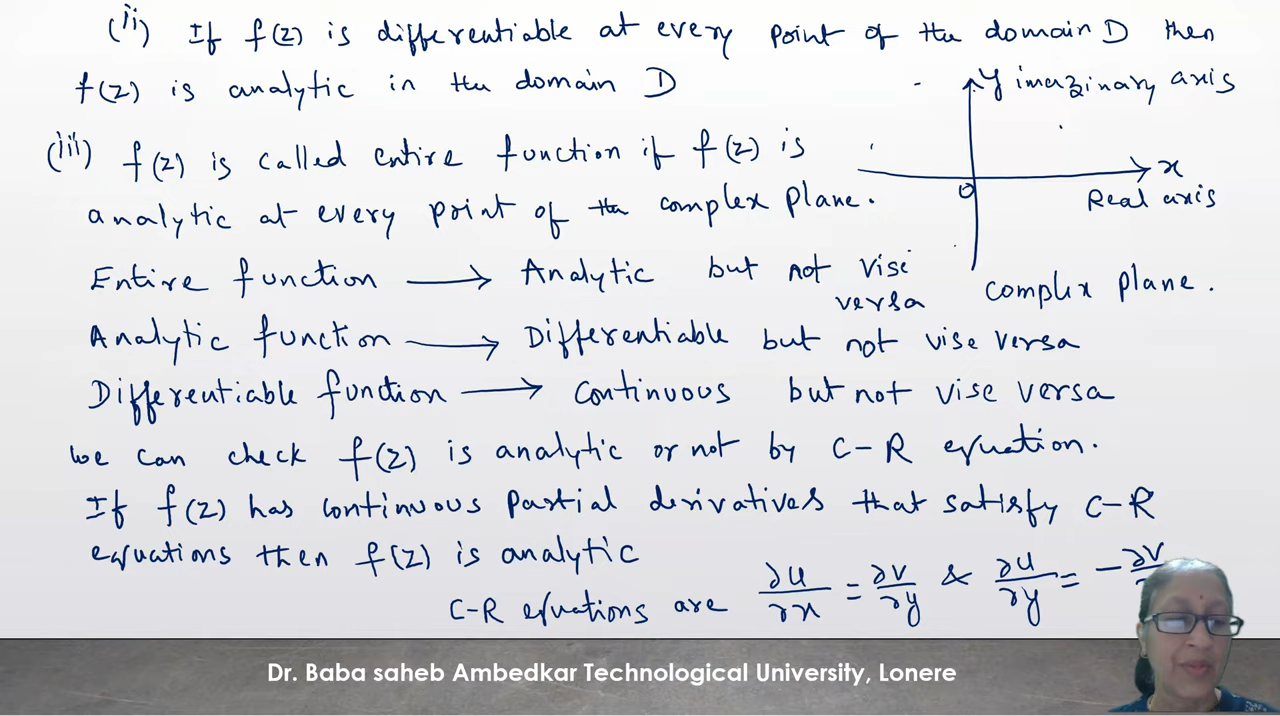 (ii) If f(z) is differentiable at every point of the domain D then
f(z) is analytic in the domain D
y imaginary axis
(iii) f(z) is called entire function if f(z) is
x
0
Real axis
analytic at every point of the complex plane.
Entire function ⟶ Analytic but not vise versa
complex plane.
Analytic function ⟶ Differentiable but not vise versa
Differentiable function ⟶ continuous but not vise versa
we can check f(z) is analytic or not by C-R equation.
If f(z) has continuous partial derivatives that satisfy C-R
equations then f(z) is analytic
C-R equations are ∂u/∂x = ∂v/∂y & ∂u/∂y = -∂v/
Dr. Baba saheb Ambedkar Technological University, Lonere